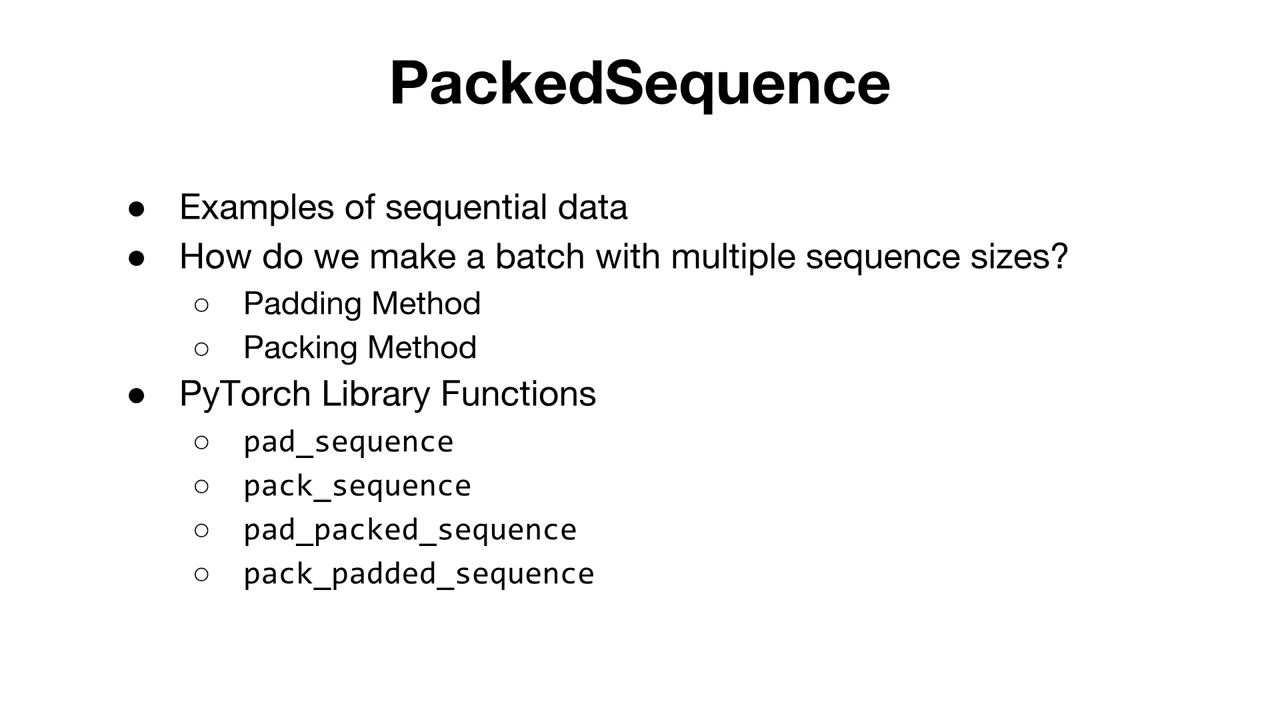 PackedSequence
● Examples of sequential data
● How do we make a batch with multiple sequence sizes?
○ Padding Method
○ Packing Method
● PyTorch Library Functions
○ pad_sequence
○ pack_sequence
○ pad_packed_sequence
○ pack_padded_sequence